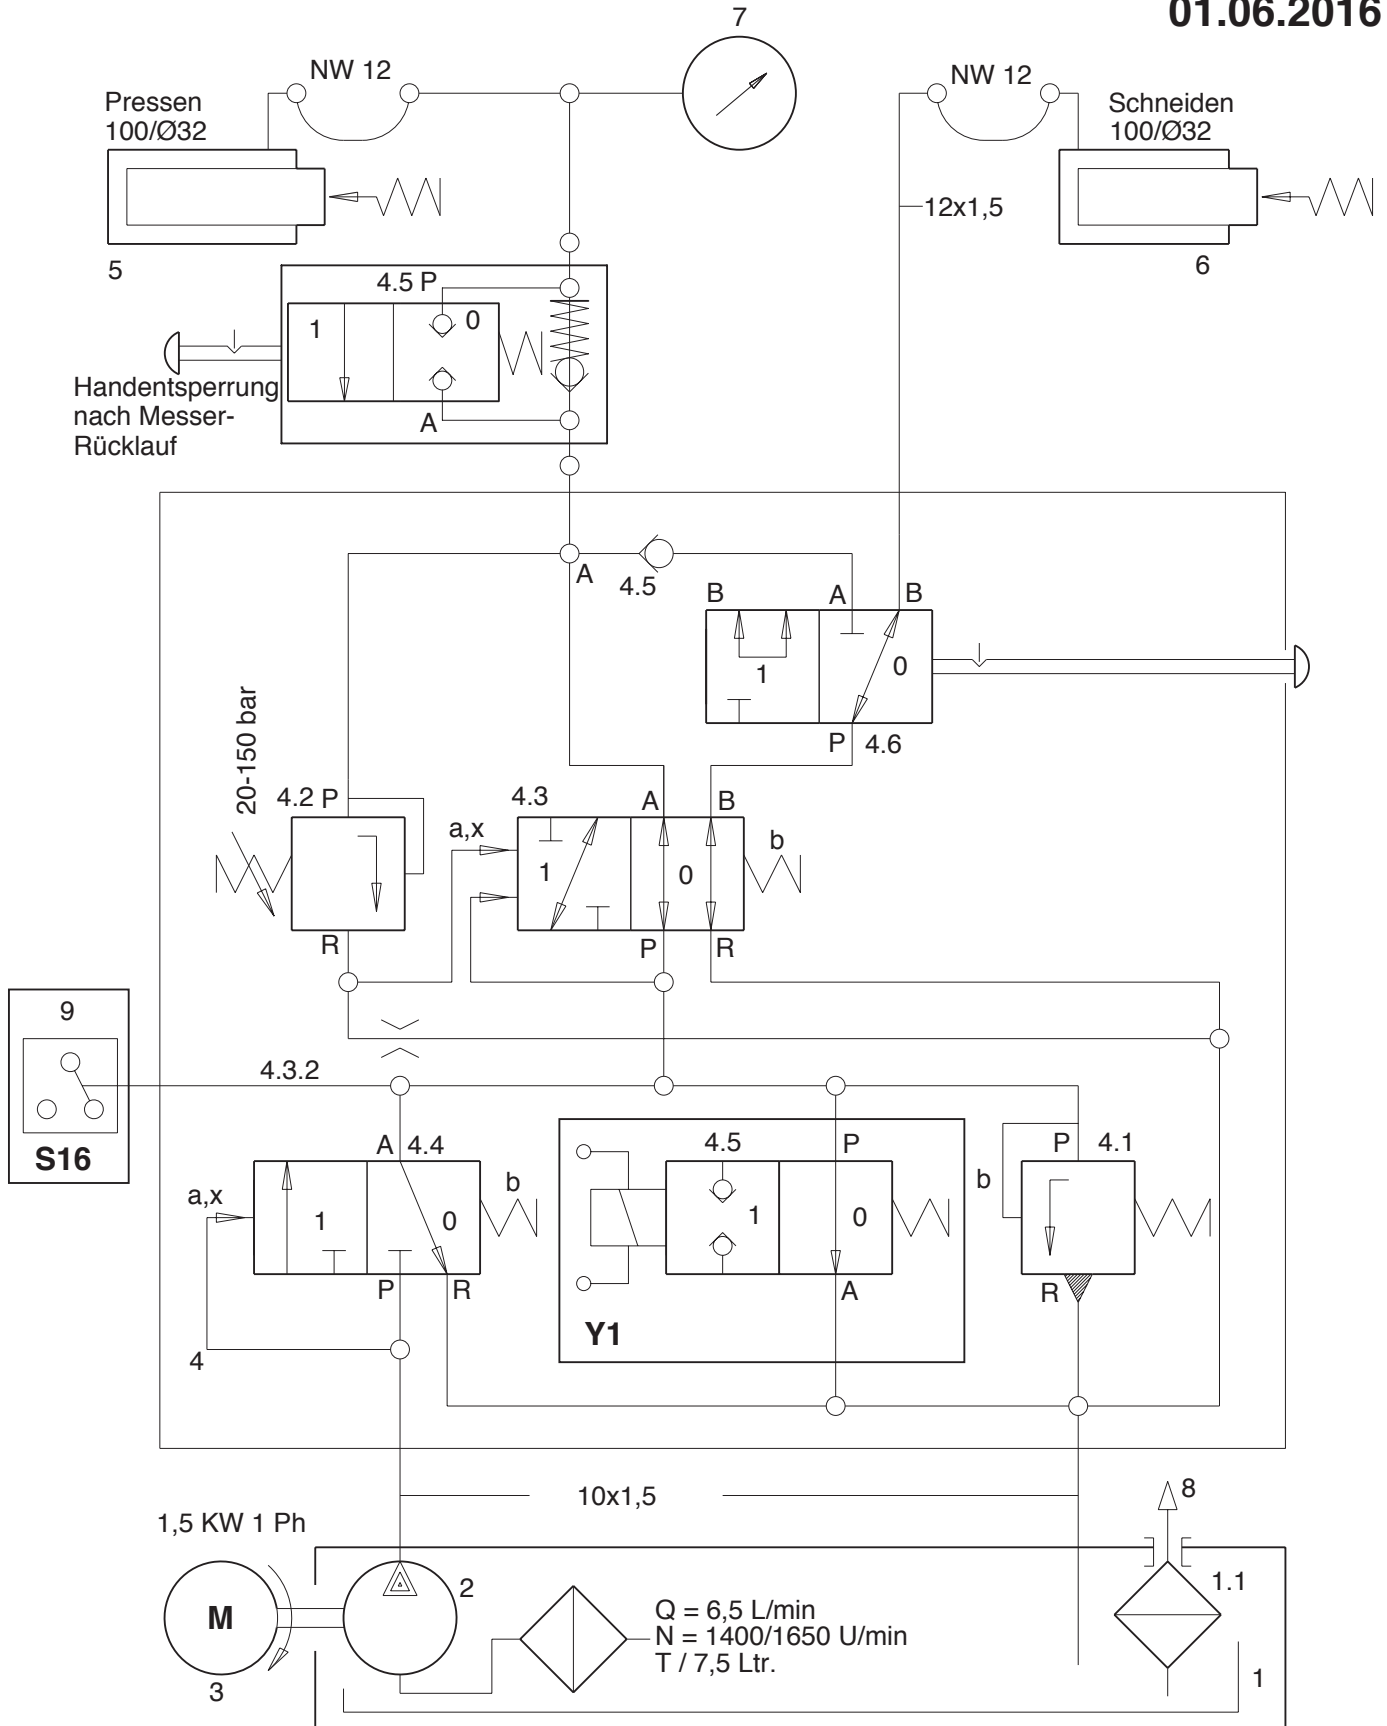 01.06.2016
7
NW 12
NW 12
Pressen
100/Ø32
Schneiden
100/Ø32
12x1,5
5
6
4.5 P
1
0
A
Handentsperrung
nach Messer-
Rücklauf
A
4.5
B
A
B
1
0
P
4.6
20-150 bar
4.2 P
R
4.3
A
B
a,x
1
0
b
P
R
9
S16
4.3.2
A
4.4
a,x
1
0
b
P
R
4
4.5
P
1
0
A
Y1
P
4.1
b
R
10x1,5
8
1,5 KW 1 Ph
M
3
2
Q = 6,5 L/min
N = 1400/1650 U/min
T / 7,5 Ltr.
1.1
1